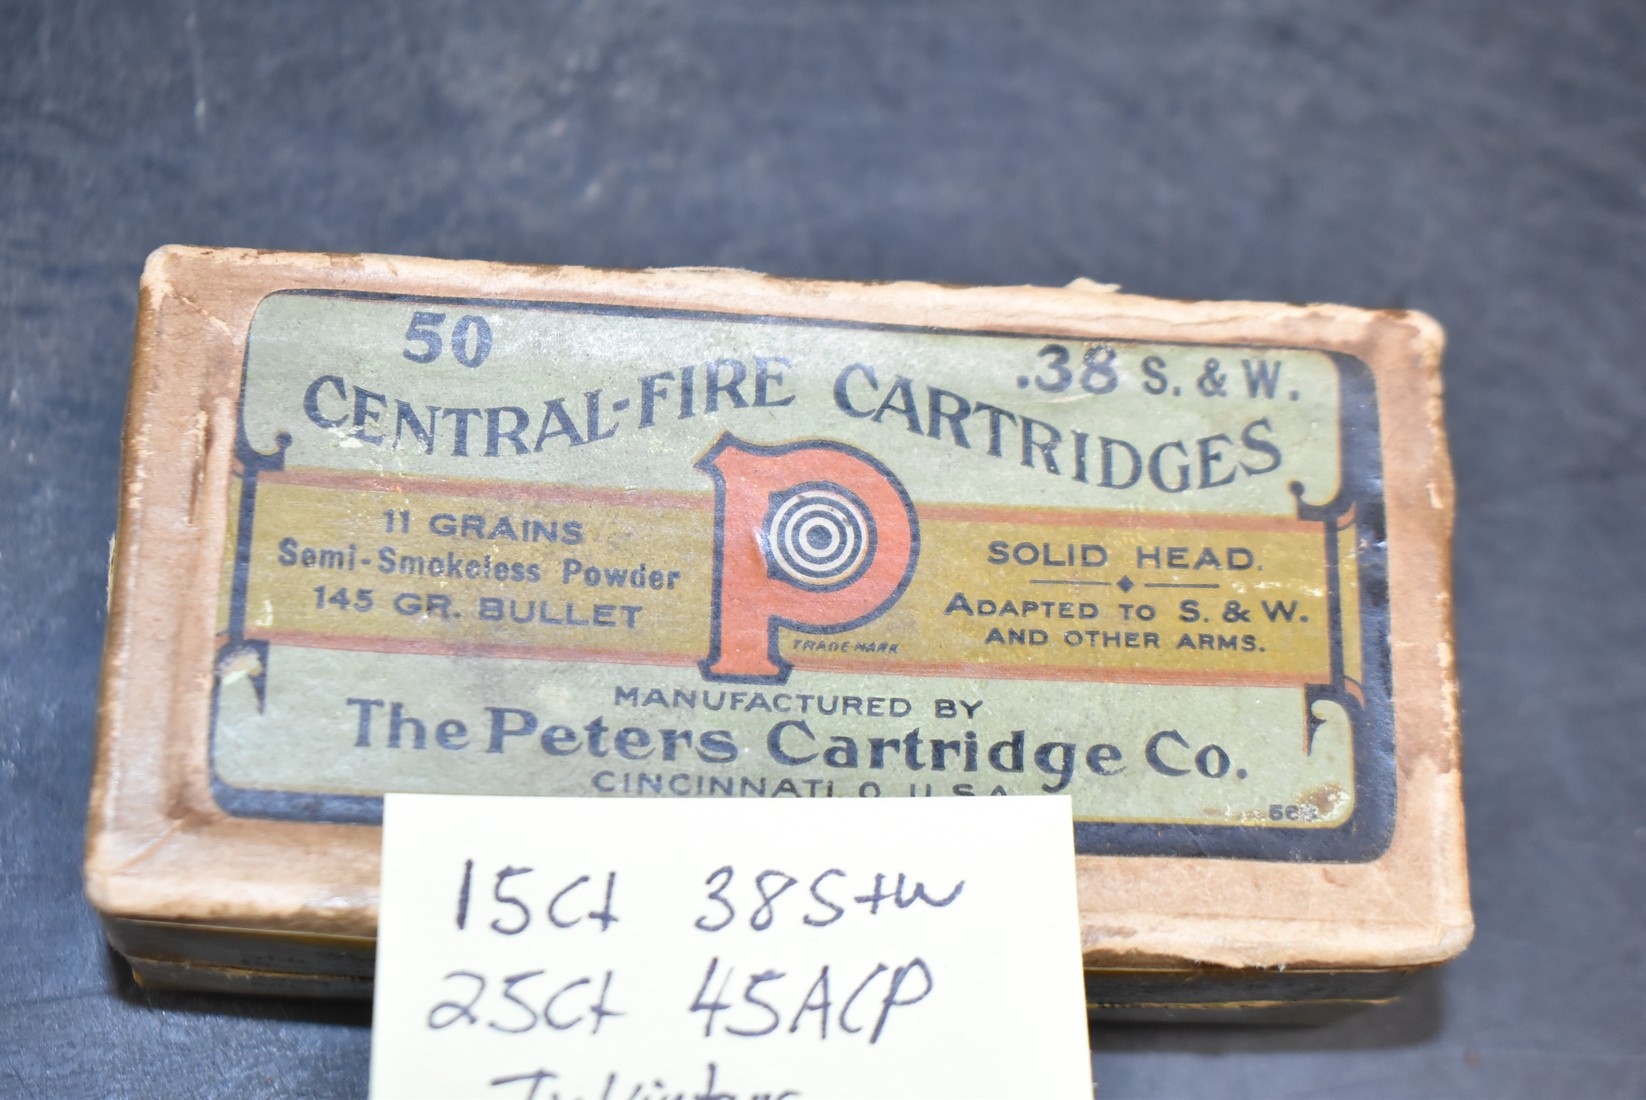 50
.38 S. & W.
CENTRAL-FIRE CARTRIDGES
11 GRAINS
Semi-Smokeless Powder
145 GR. BULLET
P
TRADE MARK
SOLID HEAD.
ADAPTED TO S. & W.
AND OTHER ARMS.
MANUFACTURED BY
The Peters Cartridge Co.
CINCINNATI, O. U.S.A.
15Ct 38S+W
25Ct 45ACP